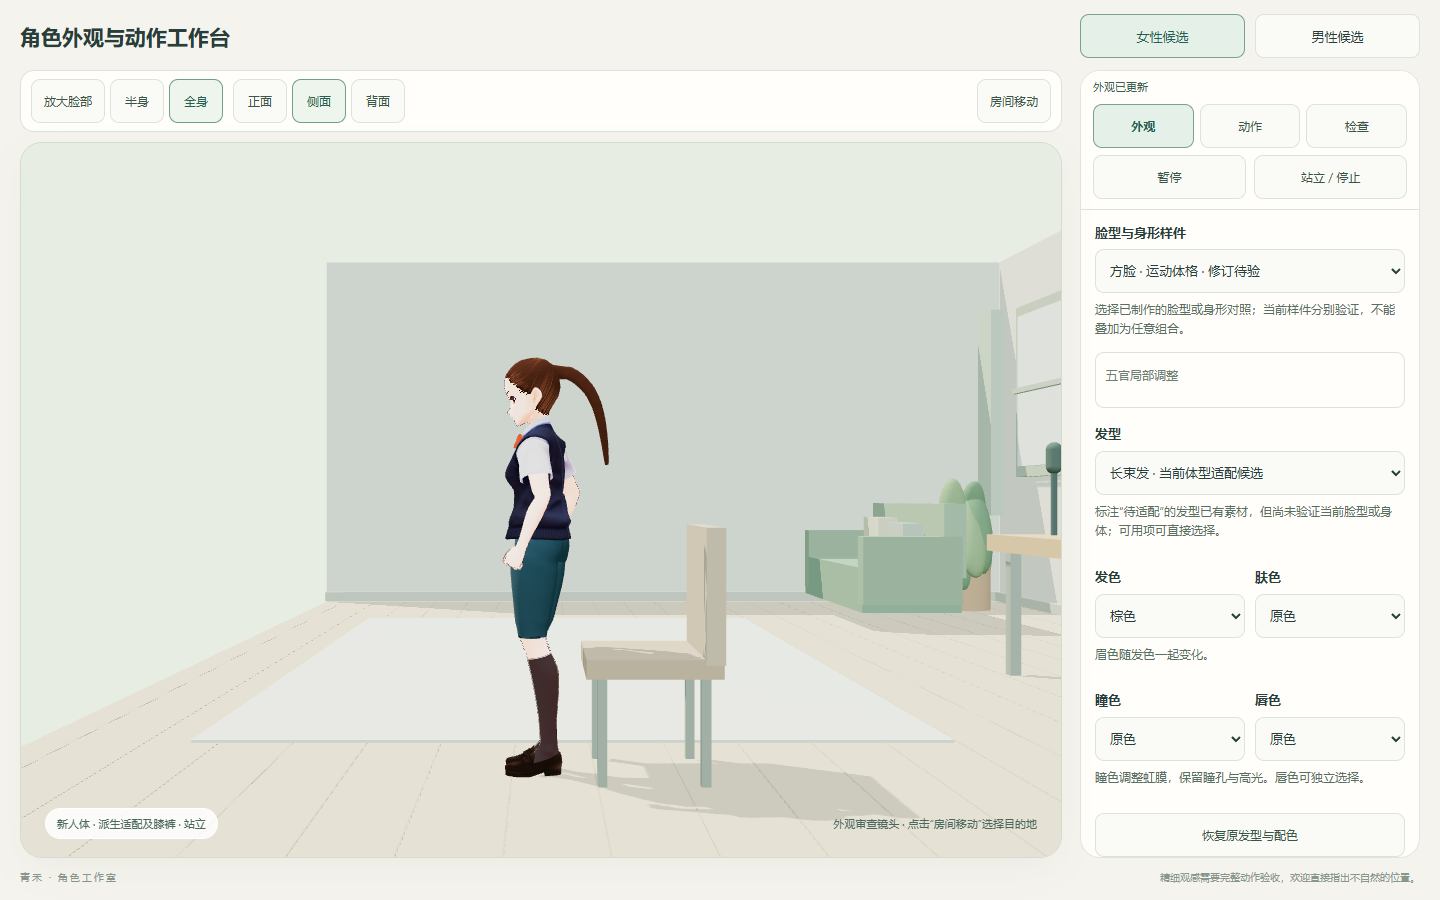 角色外观与动作工作台
女性候选
男性候选
放大脸部
半身
全身
正面
侧面
背面
房间移动
外观已更新
外观
动作
检查
暂停
站立 / 停止
脸型与身形样件
方脸 · 运动体格 · 修订待验
选择已制作的脸型或身形对照；当前样件分别验证，不能
叠加为任意组合。
五官局部调整
发型
长束发 · 当前体型适配候选
标注“待适配”的发型已有素材，但尚未验证当前脸型或身
体；可用项可直接选择。
发色
肤色
棕色
原色
眉色随发色一起变化。
瞳色
唇色
原色
原色
瞳色调整虹膜，保留瞳孔与高光。唇色可独立选择。
恢复原发型与配色
新人体 · 派生适配及膝裤 · 站立
外观审查镜头 · 点击“房间移动”选择目的地
青禾 · 角色工作室
精细观感需要完整动作验收，欢迎直接指出不自然的位置。